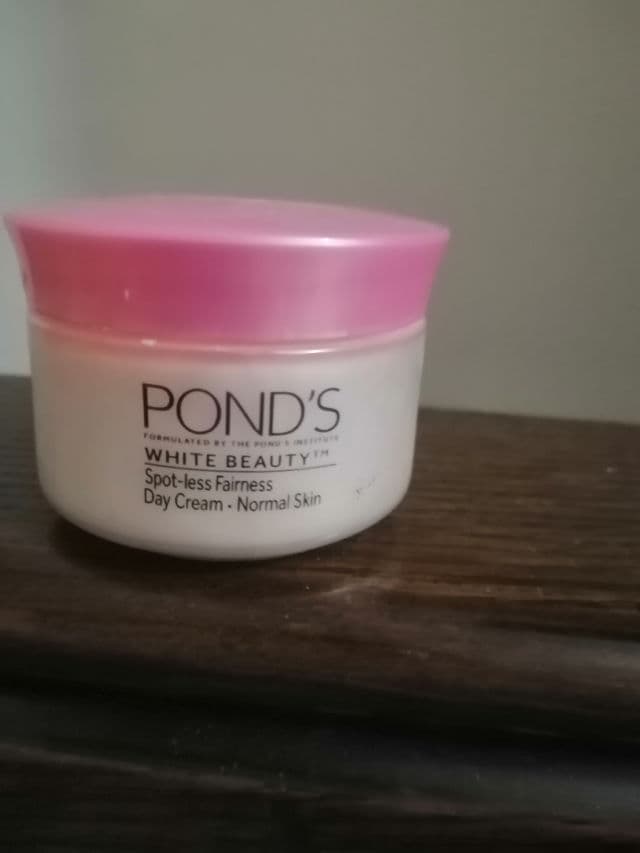 POND'S
FORMULATED BY THE POND'S INSTITUTE
WHITE BEAUTY™
Spot-less Fairness
Day Cream • Normal Skin